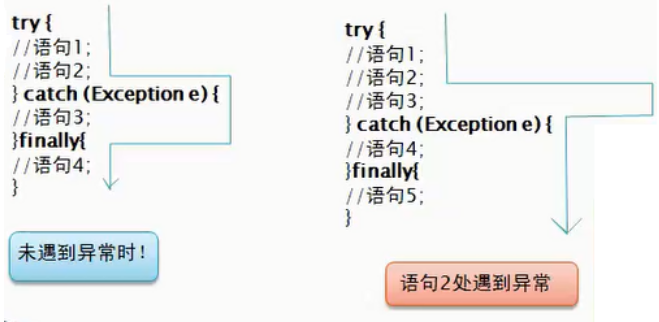 try {
//语句1;
//语句2;
} catch (Exception e) {
//语句3;
}finally{
//语句4;
}
未遇到异常时!
try {
//语句1;
//语句2;
//语句3;
} catch (Exception e) {
//语句4;
}finally{
//语句5;
}
语句2处遇到异常